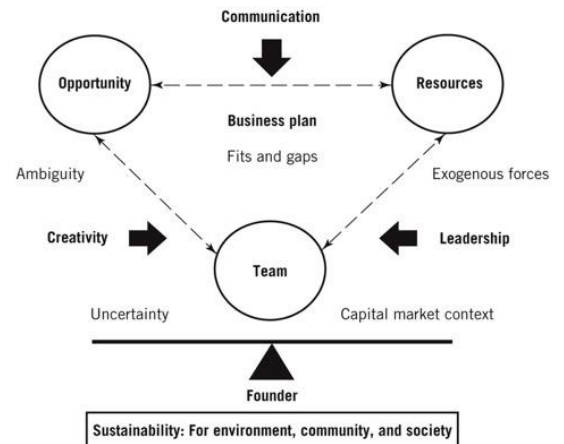 Communication
Opportunity
Resources
Business plan
Fits and gaps
Ambiguity
Exogenous forces
Creativity
Leadership
Team
Uncertainty
Capital market context
Founder
Sustainability: For environment, community, and society